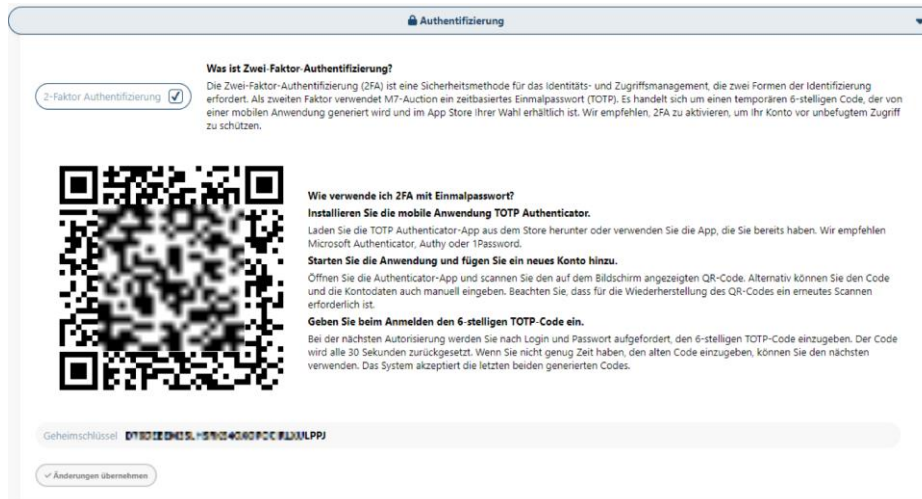 Authentifizierung
Was ist Zwei-Faktor-Authentifizierung?
2-Faktor Authentifizierung
Die Zwei-Faktor-Authentifizierung (2FA) ist eine Sicherheitsmethode für das Identitäts- und Zugriffsmanagement, die zwei Formen der Identifizierung
erfordert. Als zweiten Faktor verwendet M7-Auction ein zeitbasiertes Einmalpasswort (TOTP). Es handelt sich um einen temporären 6-stelligen Code, der von
einer mobilen Anwendung generiert wird und im App Store Ihrer Wahl erhältlich ist. Wir empfehlen, 2FA zu aktivieren, um Ihr Konto vor unbefugtem Zugriff
zu schützen.
Wie verwende ich 2FA mit Einmalpasswort?
Installieren Sie die mobile Anwendung TOTP Authenticator.
Laden Sie die TOTP Authenticator-App aus dem Store herunter oder verwenden Sie die App, die Sie bereits haben. Wir empfehlen
Microsoft Authenticator, Authy oder 1Password.
Starten Sie die Anwendung und fügen Sie ein neues Konto hinzu.
Öffnen Sie die Authenticator-App und scannen Sie den auf dem Bildschirm angezeigten QR-Code. Alternativ können Sie den Code
und die Kontodaten auch manuell eingeben. Beachten Sie, dass für die Wiederherstellung des QR-Codes ein erneutes Scannen
erforderlich ist.
Geben Sie beim Anmelden den 6-stelligen TOTP-Code ein.
Bei der nächsten Autorisierung werden Sie nach Login und Passwort aufgefordert, den 6-stelligen TOTP-Code einzugeben. Der Code
wird alle 30 Sekunden zurückgesetzt. Wenn Sie nicht genug Zeit haben, den alten Code einzugeben, können Sie den nächsten
verwenden. Das System akzeptiert die letzten beiden generierten Codes.
Geheimschlüssel
Änderungen übernehmen